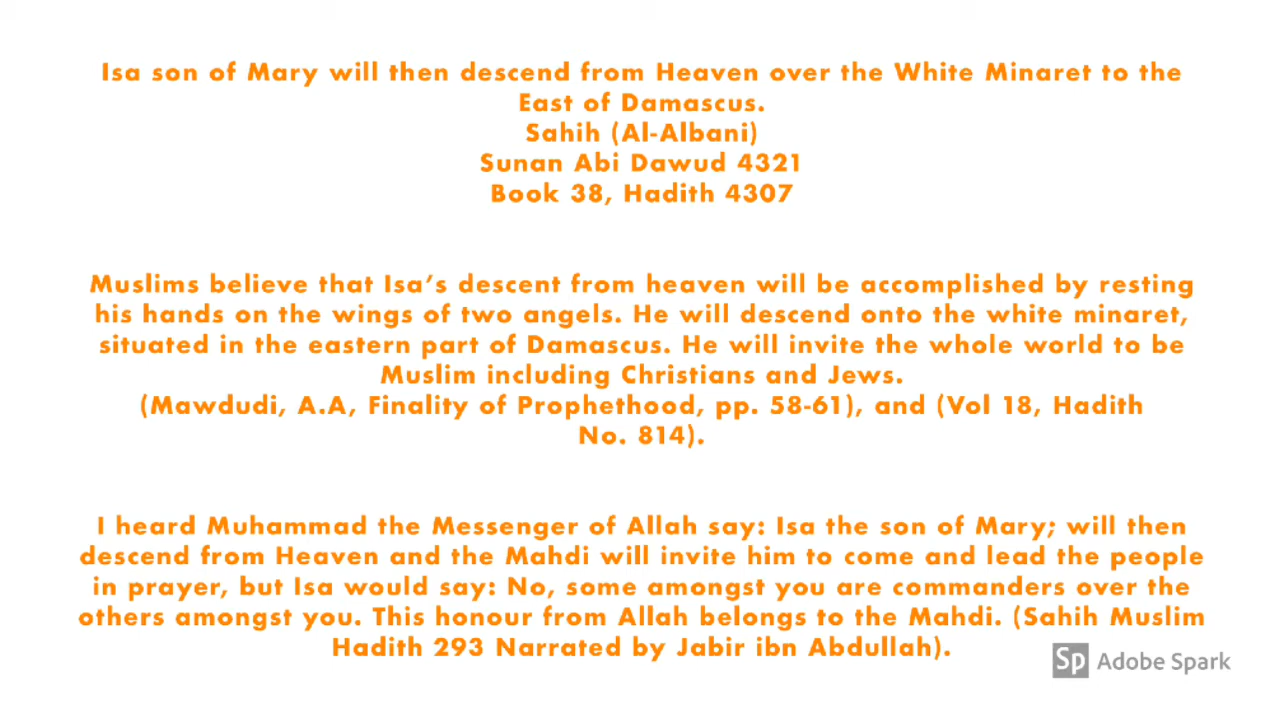 Isa son of Mary will then descend from Heaven over the White Minaret to the
East of Damascus.
Sahih (Al-Albani)
Sunan Abi Dawud 4321
Book 38, Hadith 4307
Muslims believe that Isa's descent from heaven will be accomplished by resting
his hands on the wings of two angels. He will descend onto the white minaret,
situated in the eastern part of Damascus. He will invite the whole world to be
Muslim including Christians and Jews.
(Mawdudi, A.A, Finality of Prophethood, pp. 58-61), and (Vol 18, Hadith
No. 814).
I heard Muhammad the Messenger of Allah say: Isa the son of Mary; will then
descend from Heaven and the Mahdi will invite him to come and lead the people
in prayer, but Isa would say: No, some amongst you are commanders over the
others amongst you. This honour from Allah belongs to the Mahdi. (Sahih Muslim
Hadith 293 Narrated by Jabir ibn Abdullah).
Sp Adobe Spark